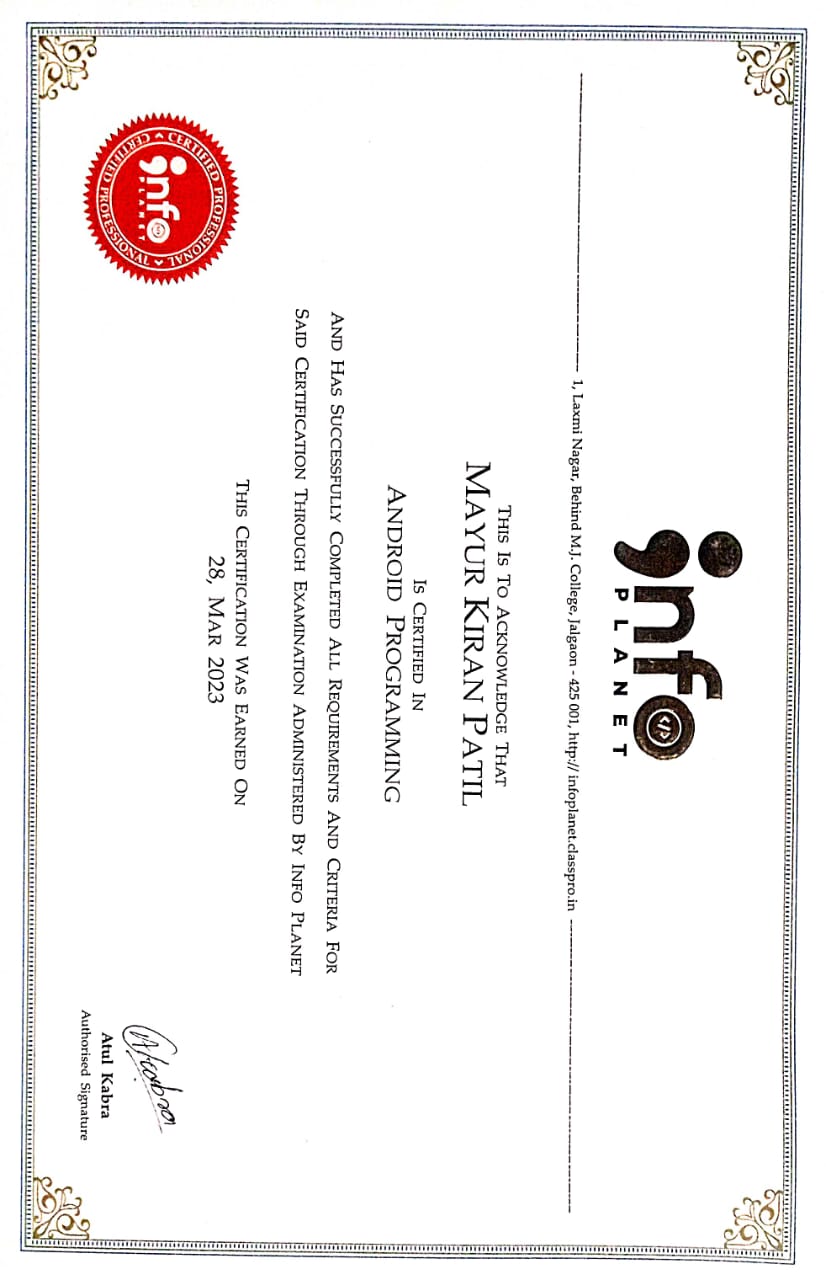 info
PLANET
1, Laxmi Nagar, Behind M.J. College, Jalgaon - 425 001, http:// infoplanet.classpro.in
THIS IS TO ACKNOWLEDGE THAT
MAYUR KIRAN PATIL
IS CERTIFIED IN
ANDROID PROGRAMMING
AND HAS SUCCESSFULLY COMPLETED ALL REQUIREMENTS AND CRITERIA FOR
SAID CERTIFICATION THROUGH EXAMINATION ADMINISTERED BY INFO PLANET
THIS CERTIFICATION WAS EARNED ON
28, MAR 2023
CERTIFIED PROFESSIONAL
info
PLANET
CERTIFIED PROFESSIONAL
AKabra
Atul Kabra
Authorised Signature